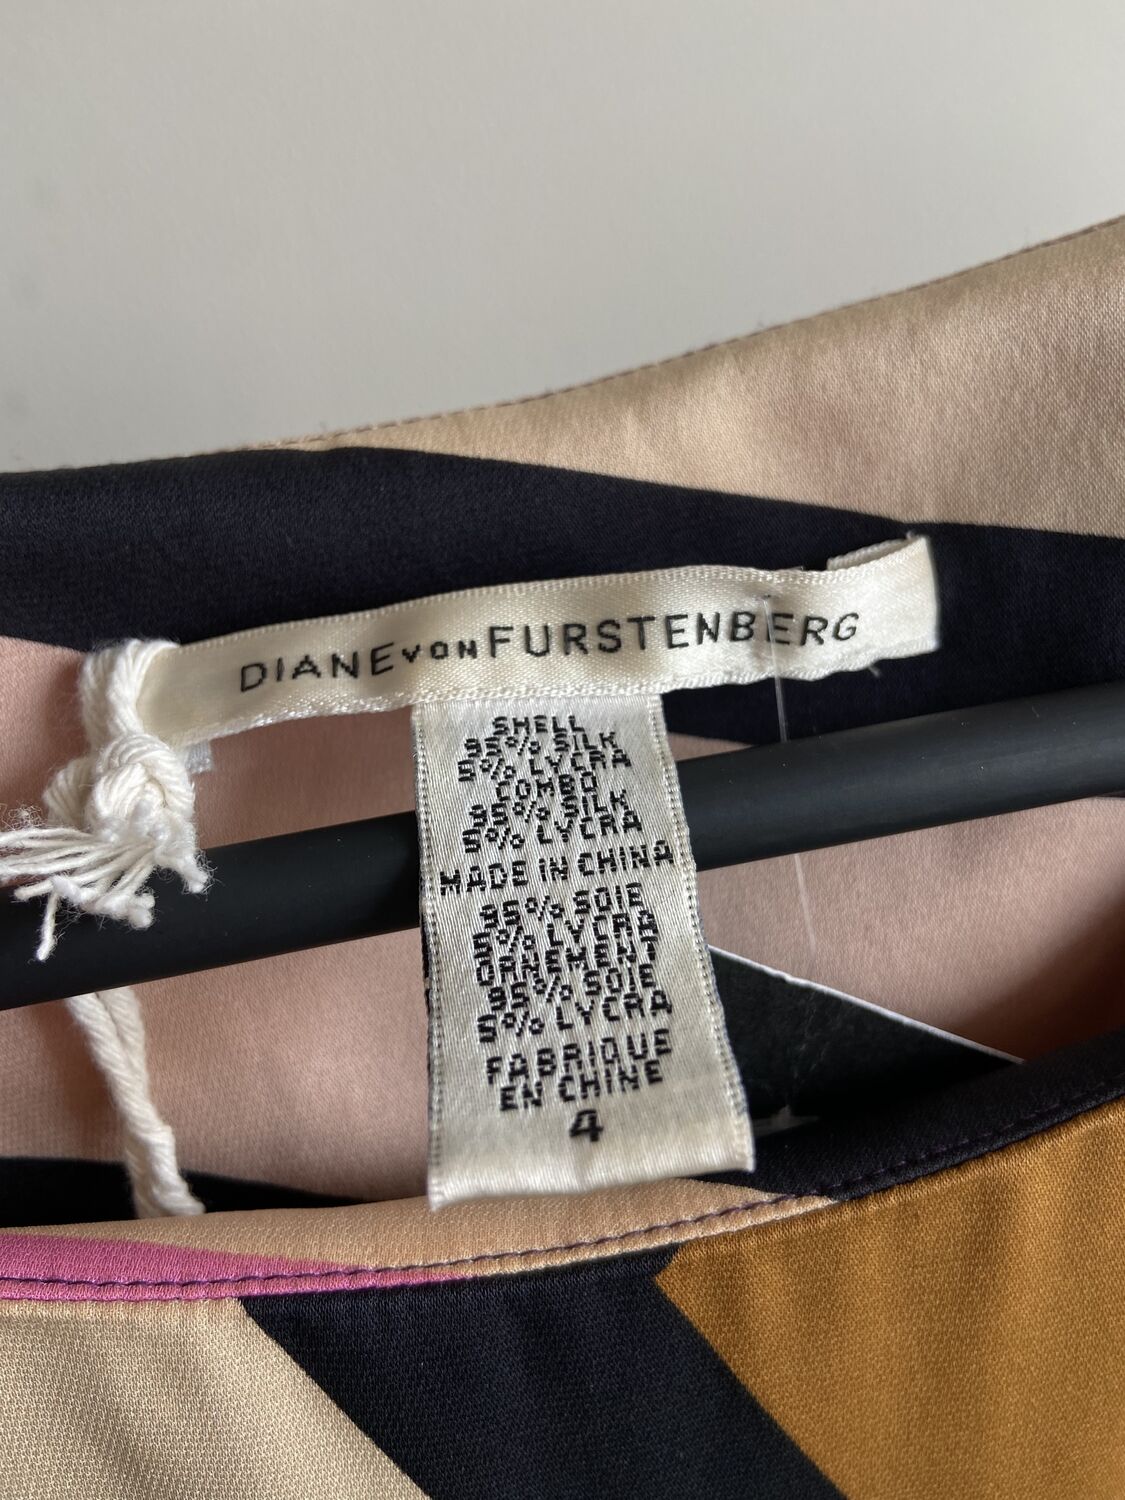 DIANE VON FURSTENBERG
SHELL
95% SILK
5% LYCRA
COMBO
95% SILK
5% LYCRA
MADE IN CHINA
95% SOIE
5% LYCRA
ORNEMENT
95% SOIE
5% LYCRA
FABRIQUE
EN CHINE
4